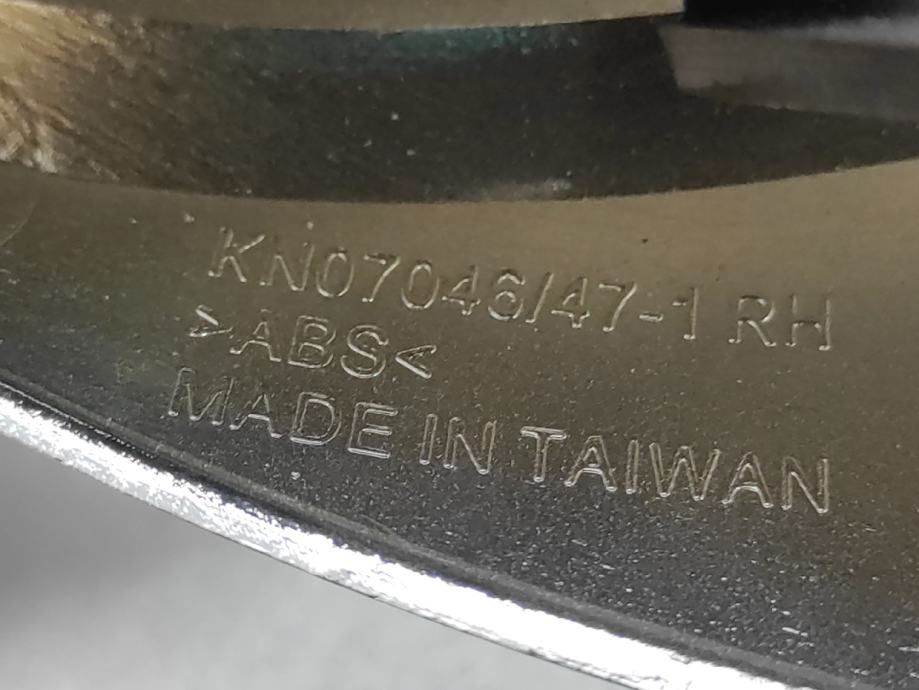 KN07046/47-1 RH
>ABS<
MADE IN TAIWAN